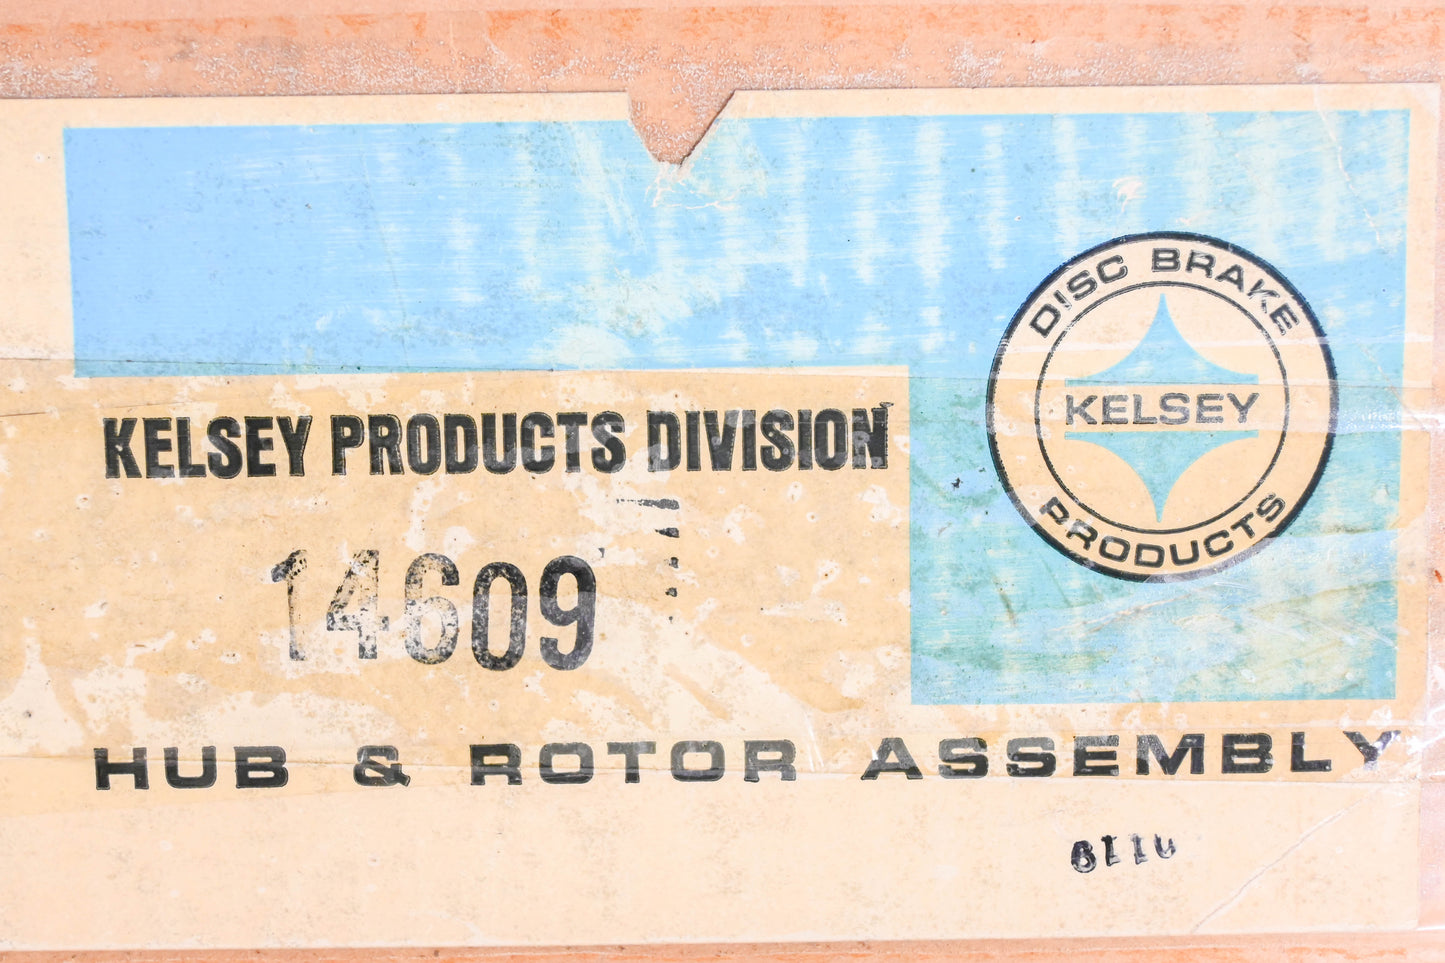 DISC BRAKE
KELSEY
PRODUCTS
KELSEY PRODUCTS DIVISION
14609
HUB & ROTOR ASSEMBLY